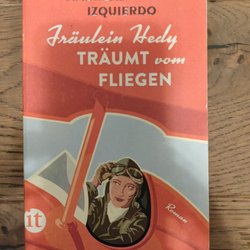 IZQUIERDO
Fräulein Hedy
TRÄUMT vom
FLIEGEN
Roman
it